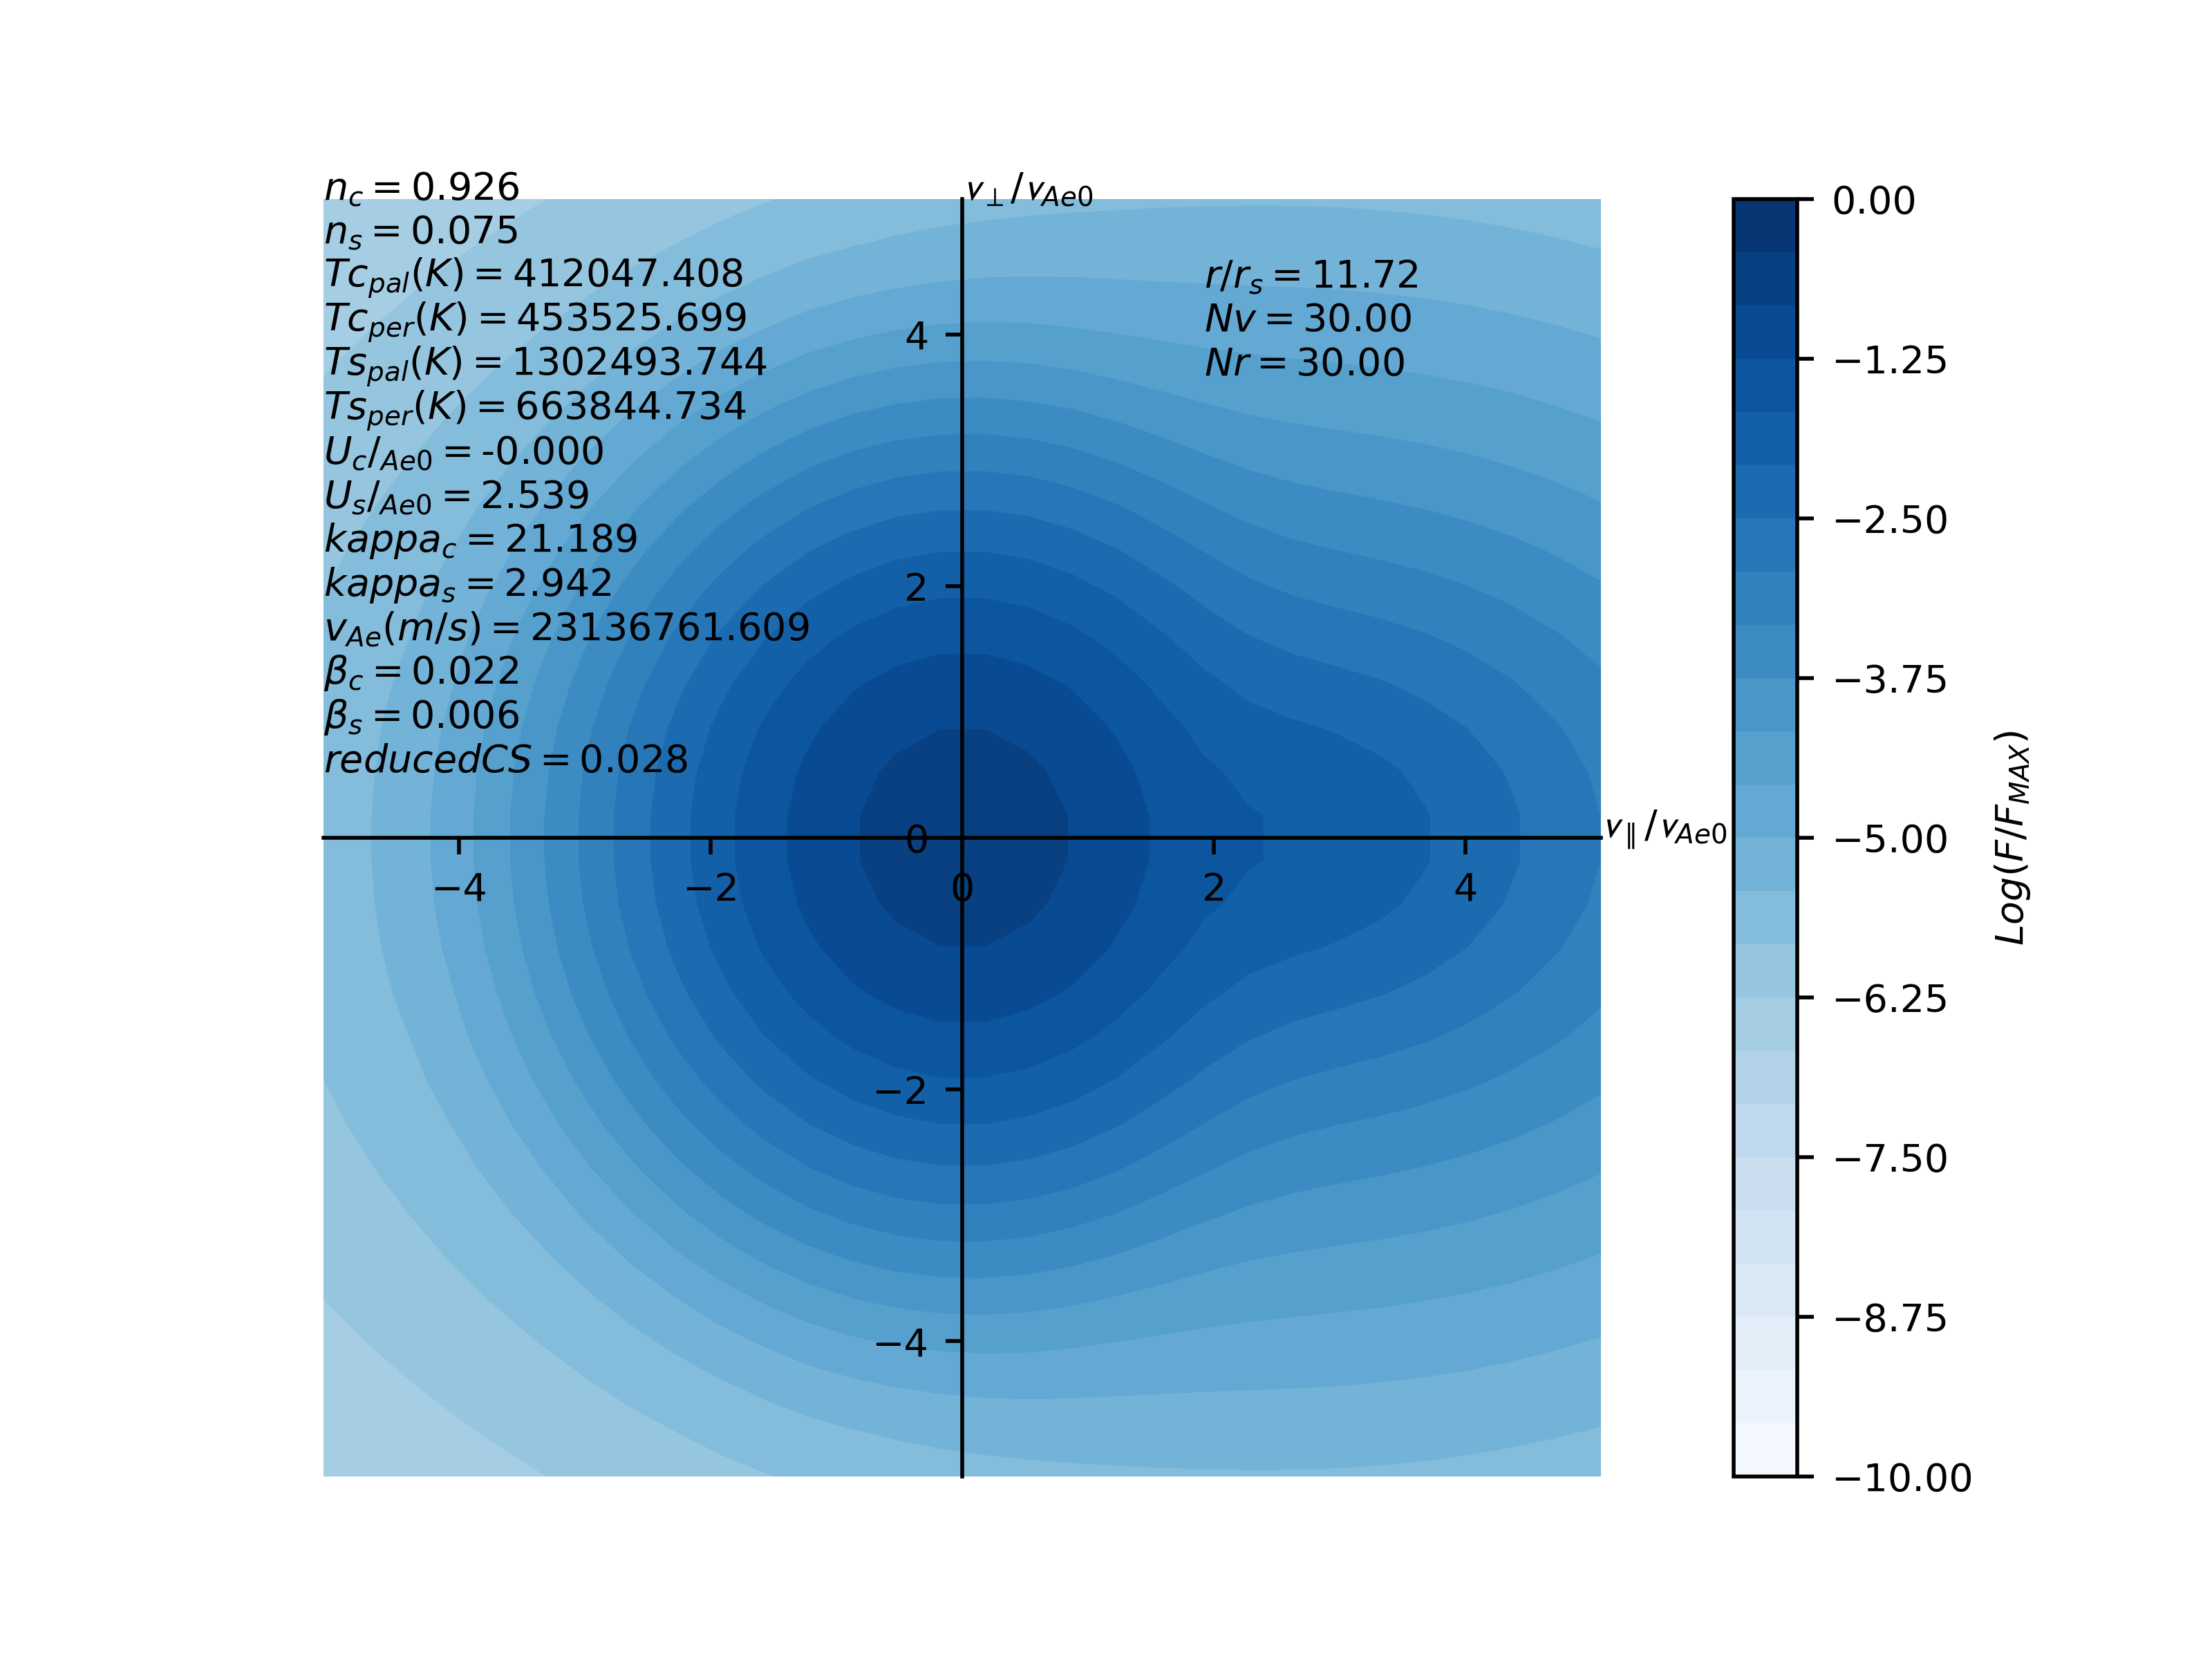 n_c = 0.926
n_s = 0.075
Tc_pal(K) = 412047.408
Tc_per(K) = 453525.699
Ts_pal(K) = 1302493.744
Ts_per(K) = 663844.734
U_c/_Ae0 = -0.000
U_s/_Ae0 = 2.539
kappa_c = 21.189
kappa_s = 2.942
v_Ae(m/s) = 23136761.609
β_c = 0.022
β_s = 0.006
reducedCS = 0.028
v_⊥/v_Ae0
r/r_s = 11.72
Nv = 30.00
Nr = 30.00
4
2
0
−2
−4
−4
−2
0
2
4
v_∥/v_Ae0
0.00
−1.25
−2.50
−3.75
−5.00
−6.25
−7.50
−8.75
−10.00
Log(F/F_MAX)